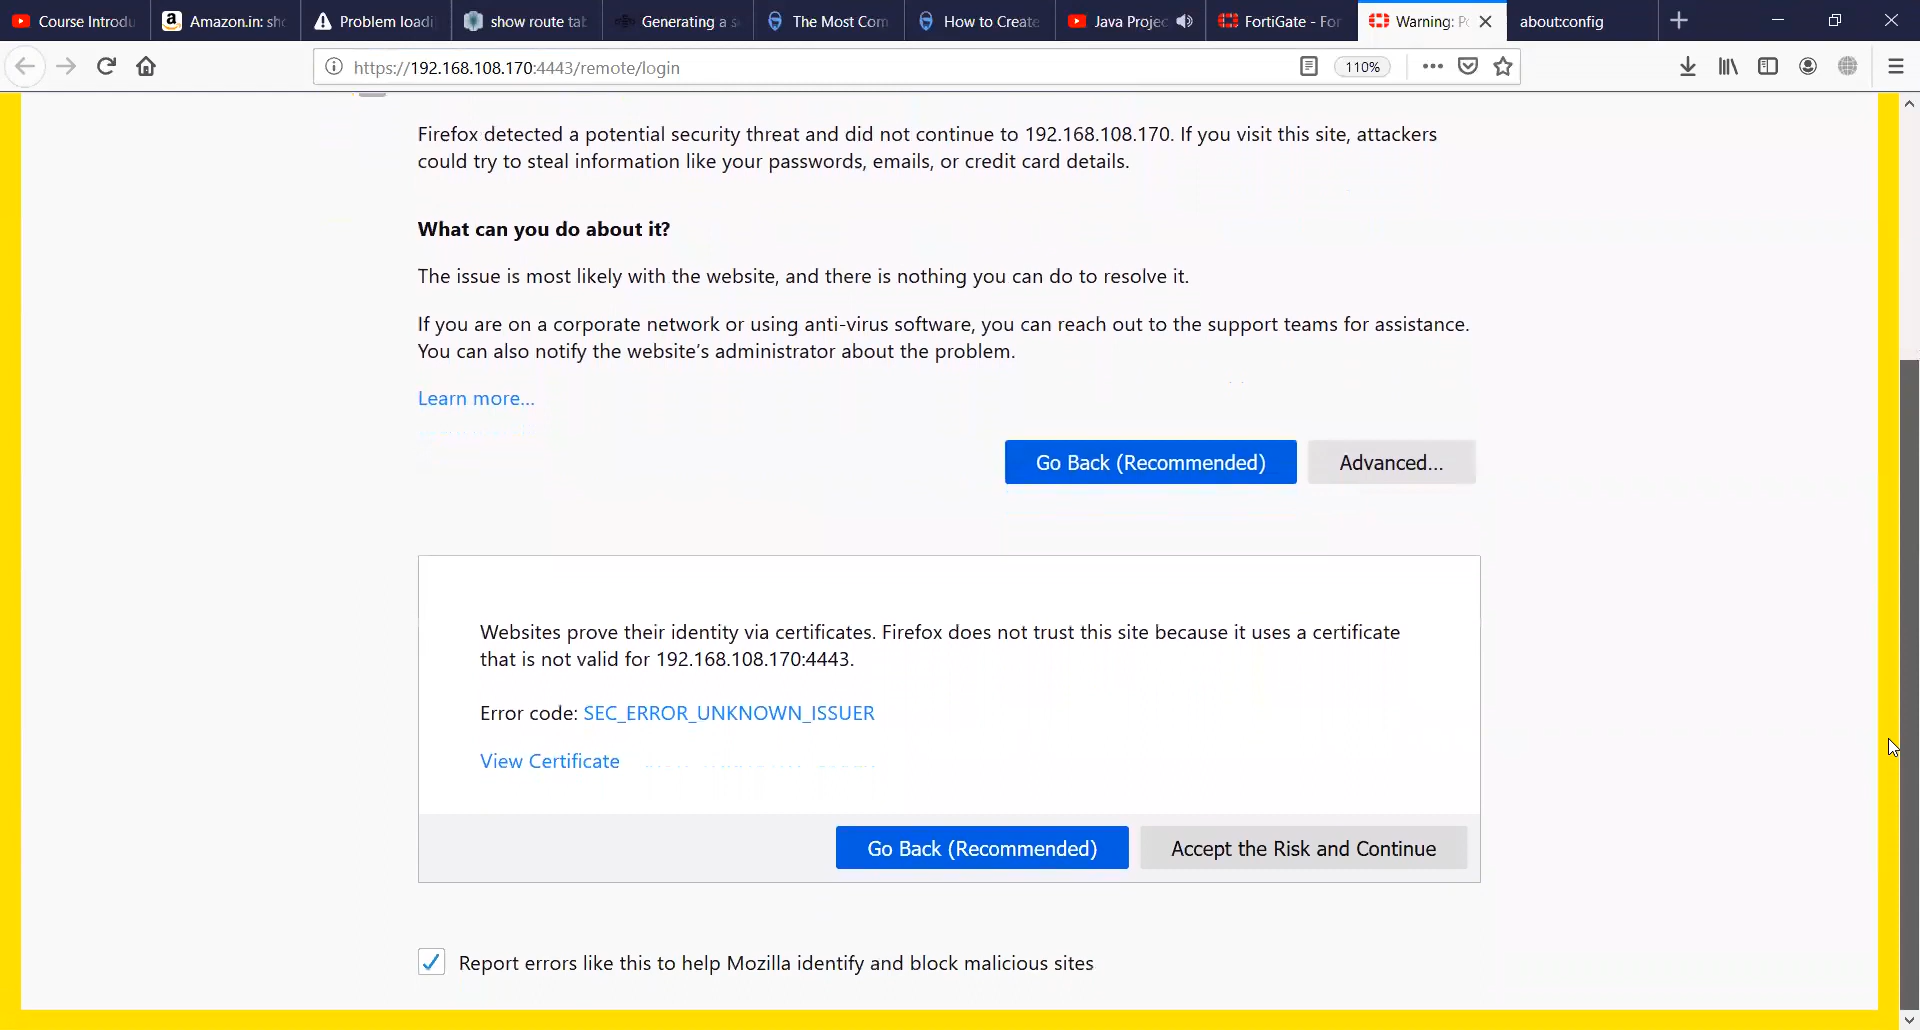 Course Introdu
Amazon.in: sho
Problem loadi
show route tab
Generating a s
The Most Com
How to Create
Java Projec
FortiGate - For
Warning: Po
about:config
https://192.168.108.170:4443/remote/login
110%
Firefox detected a potential security threat and did not continue to 192.168.108.170. If you visit this site, attackers
could try to steal information like your passwords, emails, or credit card details.
What can you do about it?
The issue is most likely with the website, and there is nothing you can do to resolve it.
If you are on a corporate network or using anti-virus software, you can reach out to the support teams for assistance.
You can also notify the website’s administrator about the problem.
Learn more...
Go Back (Recommended)
Advanced...
Websites prove their identity via certificates. Firefox does not trust this site because it uses a certificate
that is not valid for 192.168.108.170:4443.
Error code: SEC_ERROR_UNKNOWN_ISSUER
View Certificate
Go Back (Recommended)
Accept the Risk and Continue
Report errors like this to help Mozilla identify and block malicious sites